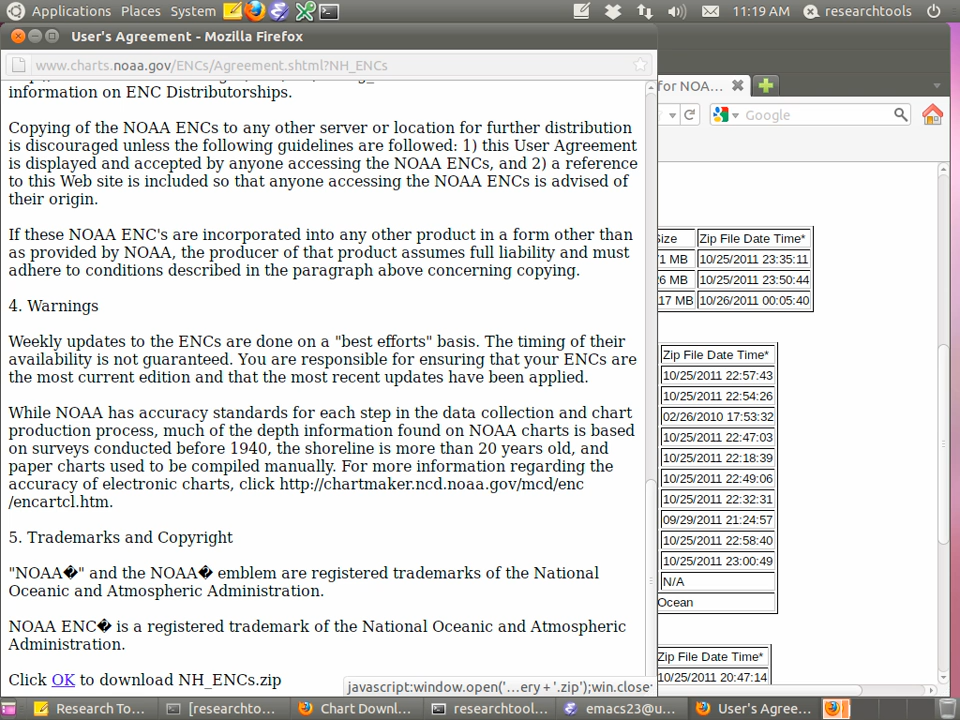 Applications Places System 11:19 AM researchtools
User's Agreement - Mozilla Firefox
www.charts.noaa.gov/ENCs/Agreement.shtml?NH_ENCs
information on ENC Distributorships.
Copying of the NOAA ENCs to any other server or location for further distribution
is discouraged unless the following guidelines are followed: 1) this User Agreement
is displayed and accepted by anyone accessing the NOAA ENCs, and 2) a reference
to this Web site is included so that anyone accessing the NOAA ENCs is advised of
their origin.
If these NOAA ENC's are incorporated into any other product in a form other than
as provided by NOAA, the producer of that product assumes full liability and must
adhere to conditions described in the paragraph above concerning copying.
4. Warnings
Weekly updates to the ENCs are done on a "best efforts" basis. The timing of their
availability is not guaranteed. You are responsible for ensuring that your ENCs are
the most current edition and that the most recent updates have been applied.
While NOAA has accuracy standards for each step in the data collection and chart
production process, much of the depth information found on NOAA charts is based
on surveys conducted before 1940, the shoreline is more than 20 years old, and
paper charts used to be compiled manually. For more information regarding the
accuracy of electronic charts, click http://chartmaker.ncd.noaa.gov/mcd/enc
/encartcl.htm.
5. Trademarks and Copyright
"NOAA�" and the NOAA� emblem are registered trademarks of the National
Oceanic and Atmospheric Administration.
NOAA ENC� is a registered trademark of the National Oceanic and Atmospheric
Administration.
Click OK to download NH_ENCs.zip
javascript:window.open('...ery + '.zip');win.close
for NOA...
Google
Size Zip File Date Time*
71 MB 10/25/2011 23:35:11
26 MB 10/25/2011 23:50:44
17 MB 10/26/2011 00:05:40
Zip File Date Time*
10/25/2011 22:57:43
10/25/2011 22:54:26
02/26/2010 17:53:32
10/25/2011 22:47:03
10/25/2011 22:18:39
10/25/2011 22:49:06
10/25/2011 22:32:31
09/29/2011 21:24:57
10/25/2011 22:58:40
10/25/2011 23:00:49
N/A
Ocean
Zip File Date Time*
10/25/2011 20:47:14
Research To... [researchto... Chart Downl... researchtool... emacs23@u... User's Agree...